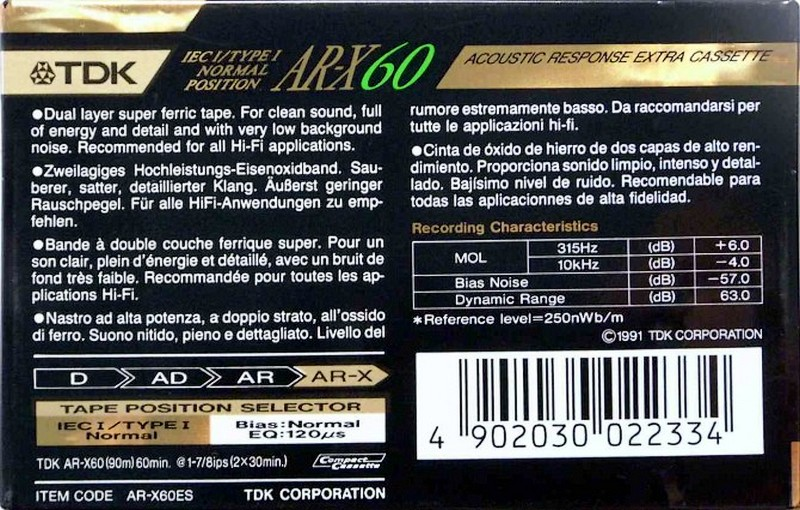 TDK
IEC I/TYPE I
NORMAL
POSITION
AR-X60
ACOUSTIC RESPONSE EXTRA CASSETTE
●Dual layer super ferric tape. For clean sound, full
of energy and detail and with very low background
noise. Recommended for all Hi-Fi applications.
●Zweilagiges Hochleistungs-Eisenoxidband. Sau-
berer, satter, detaillierter Klang. Äußerst geringer
Rauschpegel. Für alle HiFi-Anwendungen zu emp-
fehlen.
●Bande à double couche ferrique super. Pour un
son clair, plein d'énergie et détaillé, avec un bruit de
fond très faible. Recommandée pour toutes les ap-
plications Hi-Fi.
●Nastro ad alta potenza, a doppio strato, all'ossido
di ferro. Suono nitido, pieno e dettagliato. Livello del
rumore estremamente basso. Da raccomandarsi per
tutte le applicazioni hi-fi.
●Cinta de óxido de hierro de dos capas de alto ren-
dimiento. Proporciona sonido limpio, intenso y detal-
lado. Bajísimo nivel de ruido. Recomendable para
todas las aplicacionnes de alta fidelidad.
Recording Characteristics
MOL 315Hz (dB) +6.0
10kHz (dB) −4.0
Bias Noise (dB) −57.0
Dynamic Range (dB) 63.0
*Reference level=250nWb/m
©1991 TDK CORPORATION
D AD AR AR-X
TAPE POSITION SELECTOR
IEC I/TYPE I
Normal
Bias:Normal
EQ:120μs
TDK AR-X60 (90m) 60min. @1-7/8ips (2×30min.)
Compact Cassette
ITEM CODE AR-X60ES
TDK CORPORATION
4 902030 022334